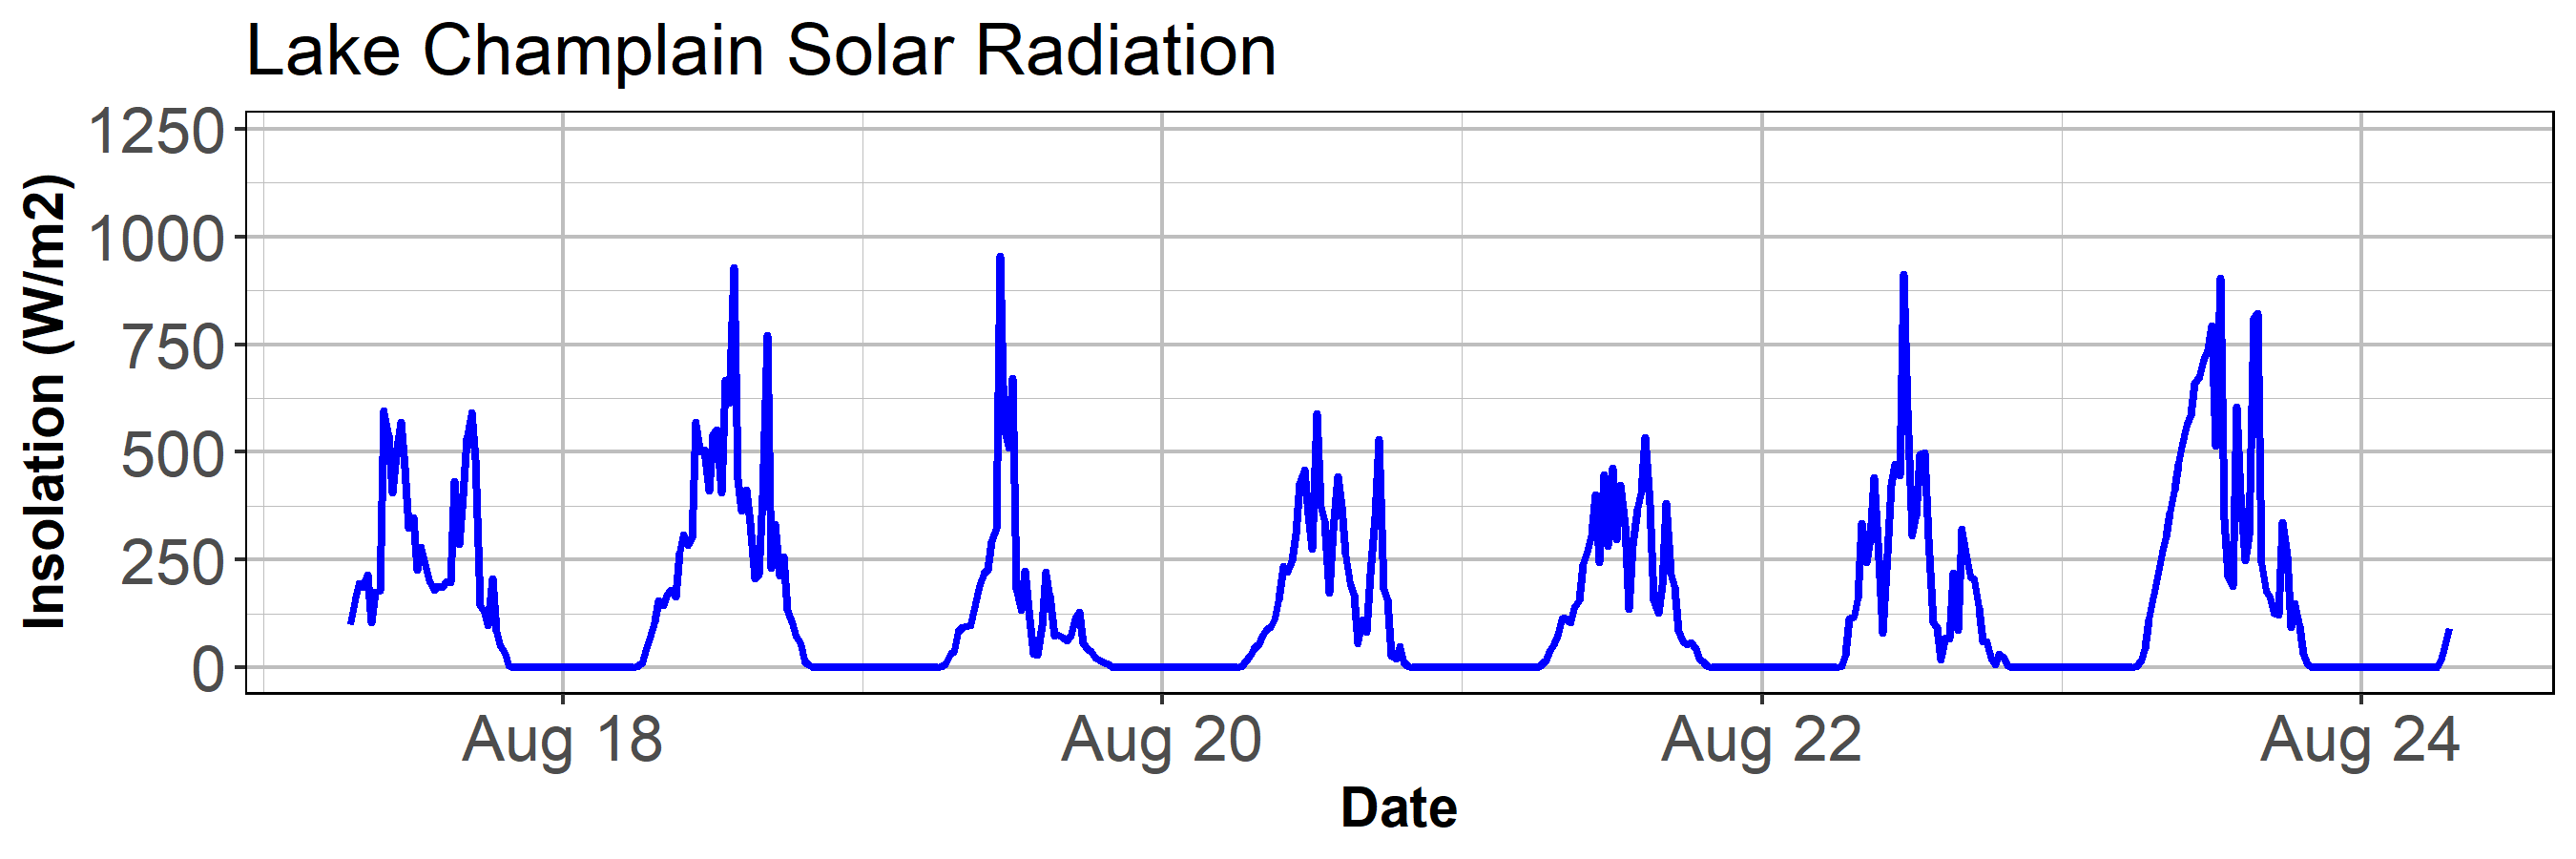 Lake Champlain Solar Radiation
Insolation (W/m2)
1250
1000
750
500
250
0
Aug 18 Aug 20 Aug 22 Aug 24
Date